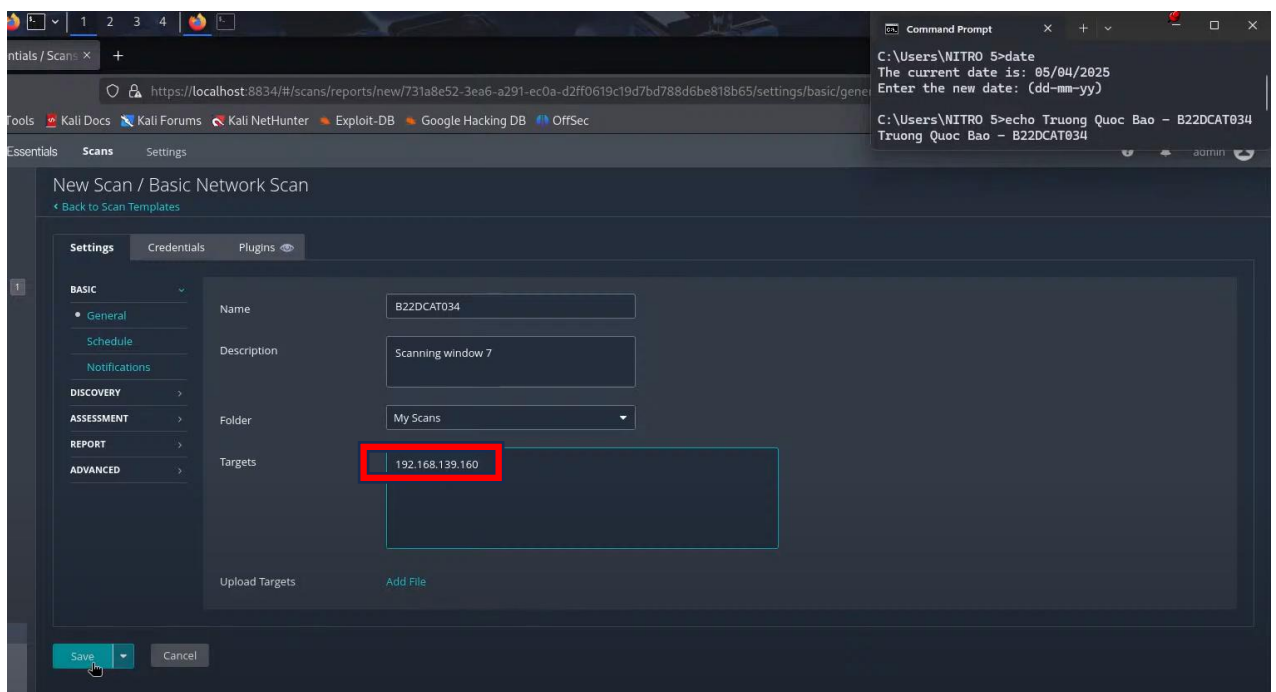 1 2 3 4
Command Prompt
C:\Users\NITRO 5>date
The current date is: 05/04/2025
Enter the new date: (dd-mm-yy)
C:\Users\NITRO 5>echo Truong Quoc Bao - B22DCAT034
Truong Quoc Bao - B22DCAT034
ntials / Scans
https://localhost:8834/#/scans/reports/new/731a8e52-3ea6-a291-ec0a-d2ff0619c19d7bd788d6be818b65/settings/basic/gene
Tools Kali Docs Kali Forums Kali NetHunter Exploit-DB Google Hacking DB OffSec
Essentials Scans Settings admin
New Scan / Basic Network Scan
Back to Scan Templates
Settings Credentials Plugins
1
BASIC
General
Schedule
Notifications
DISCOVERY
ASSESSMENT
REPORT
ADVANCED
Name B22DCAT034
Description Scanning window 7
Folder My Scans
Targets 192.168.139.160
Upload Targets Add File
Save Cancel